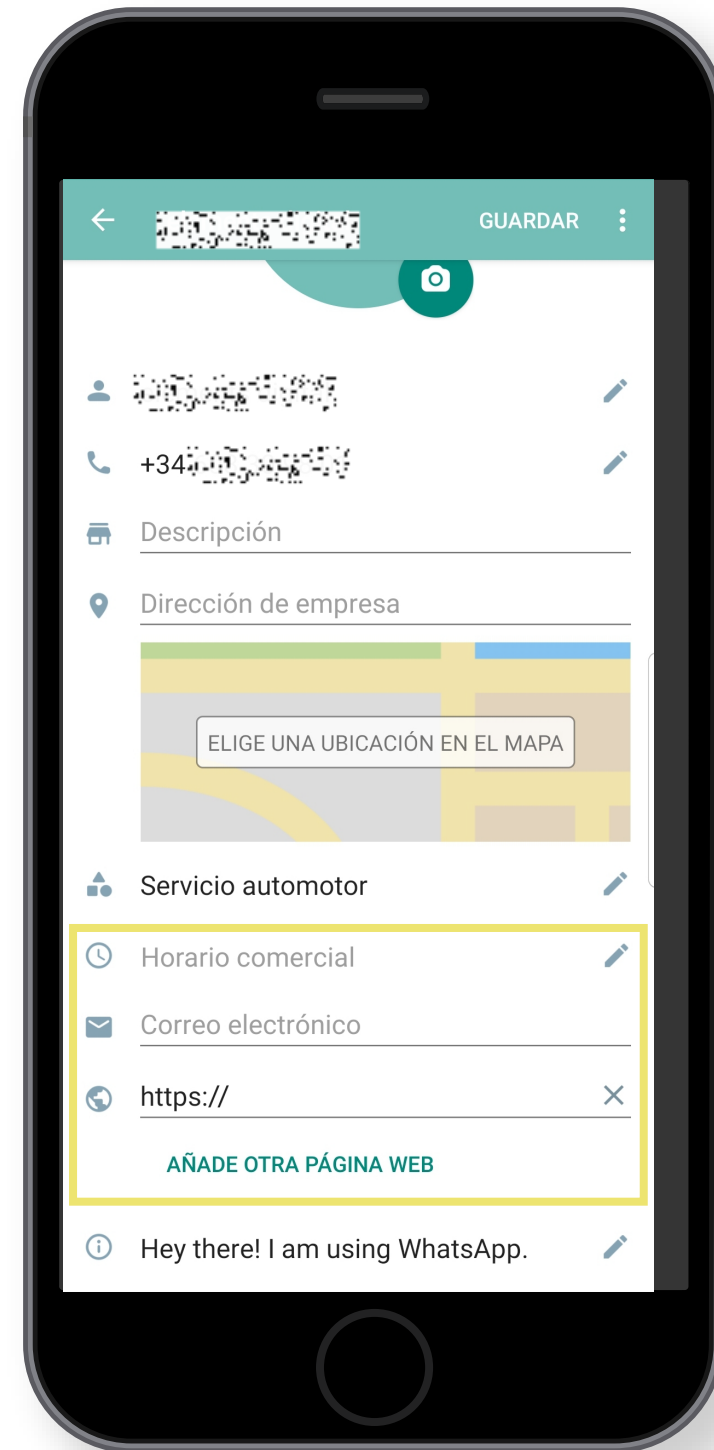 GUARDAR
+34
Descripción
Dirección de empresa
ELIGE UNA UBICACIÓN EN EL MAPA
Servicio automotor
Horario comercial
Correo electrónico
https://
AÑADE OTRA PÁGINA WEB
Hey there! I am using WhatsApp.